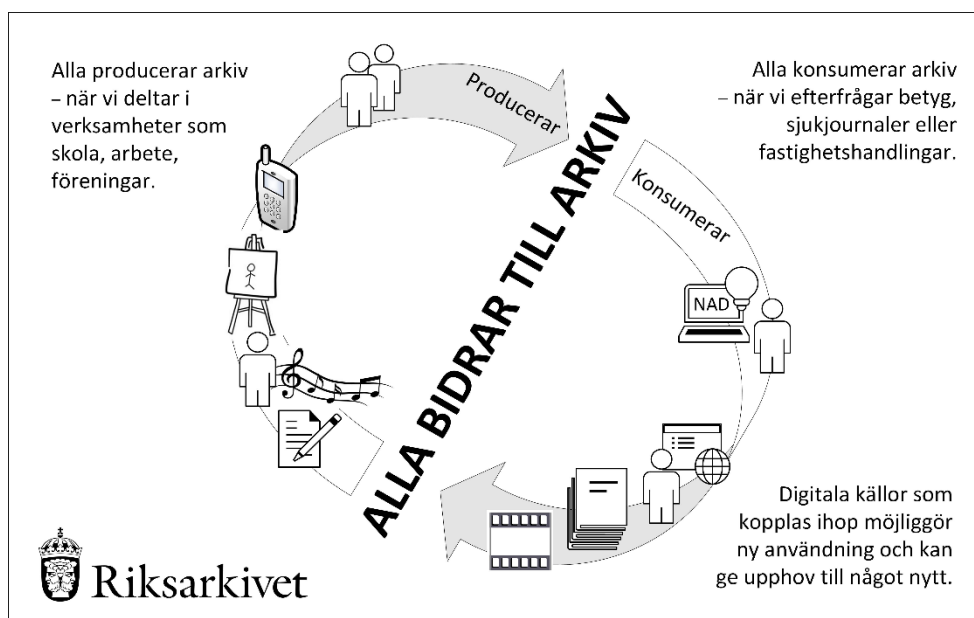 Alla producerar arkiv
– när vi deltar i
verksamheter som
skola, arbete,
föreningar.
Producerar
Alla konsumerar arkiv
– när vi efterfrågar betyg,
sjukjournaler eller
fastighetshandlingar.
Konsumerar
ALLA BIDRAR TILL ARKIV
NAD
Digitala källor som
kopplas ihop möjliggör
ny användning och kan
ge upphov till något nytt.
Riksarkivet